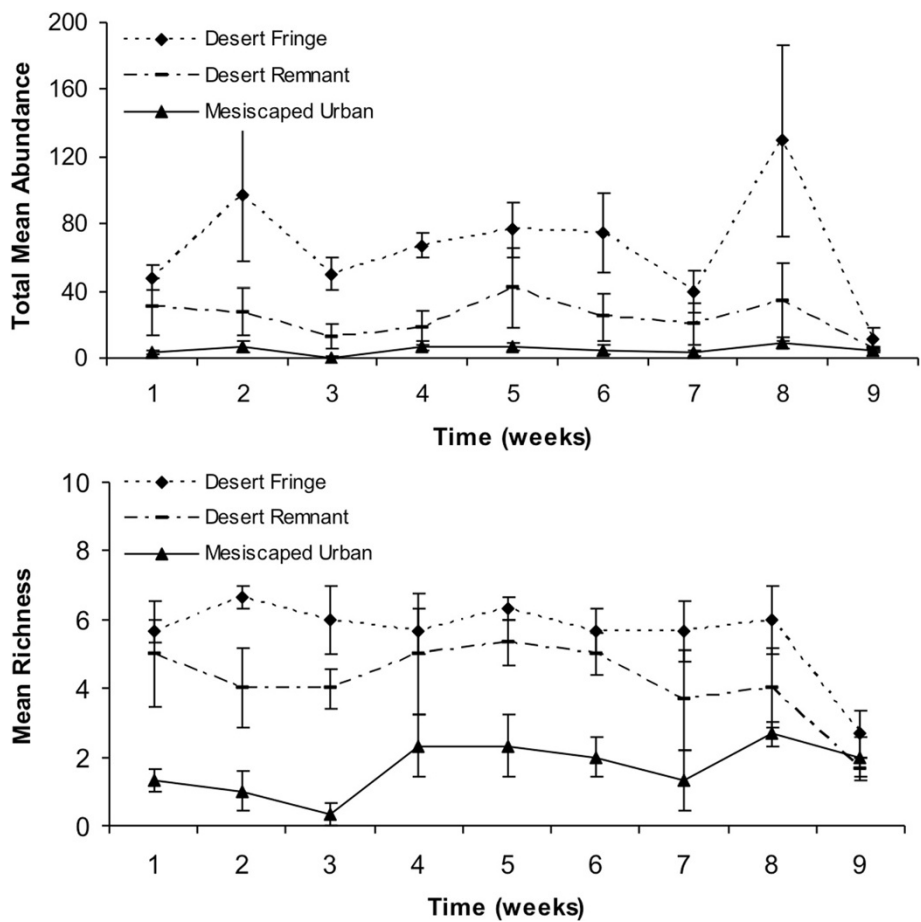 200
160
120
80
40
0
Total Mean Abundance
Desert Fringe
Desert Remnant
Mesiscaped Urban
1 2 3 4 5 6 7 8 9
Time (weeks)
10
8
6
4
2
0
Mean Richness
Desert Fringe
Desert Remnant
Mesiscaped Urban
1 2 3 4 5 6 7 8 9
Time (weeks)